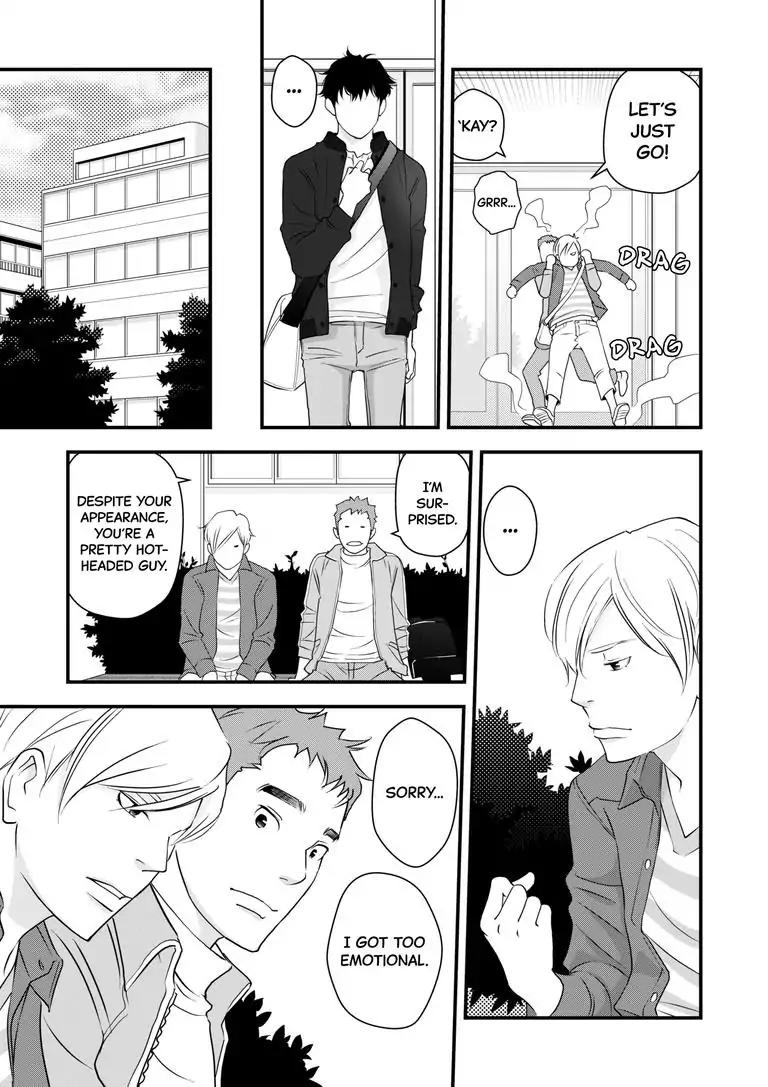 LET'S
JUST
GO!
'KAY?
GRRR...
DRAG
DRAG
...
...
I'M
SUR-
PRISED.
DESPITE YOUR
APPEARANCE,
YOU'RE A
PRETTY HOT-
HEADED GUY.
SORRY...
I GOT TOO
EMOTIONAL.